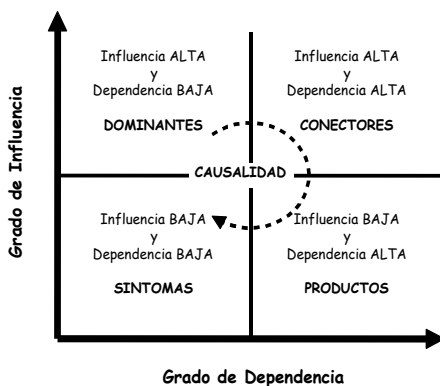 Grado de Influencia
Influencia ALTA
y
Dependencia BAJA
DOMINANTES
Influencia ALTA
y
Dependencia ALTA
CONECTORES
CAUSALIDAD
Influencia BAJA
y
Dependencia BAJA
SINTOMAS
Influencia BAJA
y
Dependencia ALTA
PRODUCTOS
Grado de Dependencia